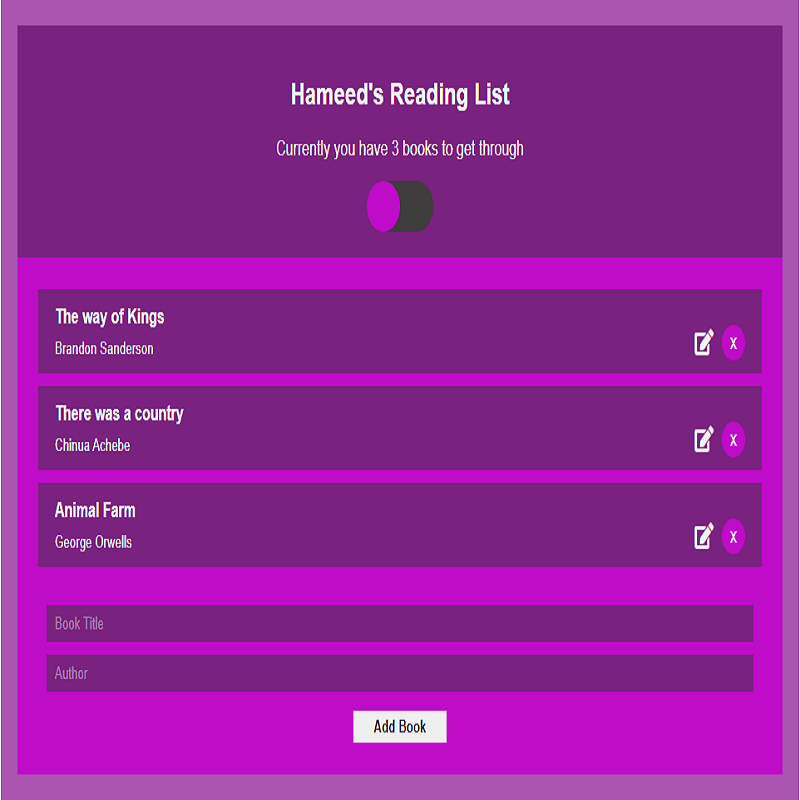 Hameed's Reading List
Currently you have 3 books to get through
The way of Kings
Brandon Sanderson
x
There was a country
Chinua Achebe
x
Animal Farm
George Orwells
x
Book Title
Author
Add Book